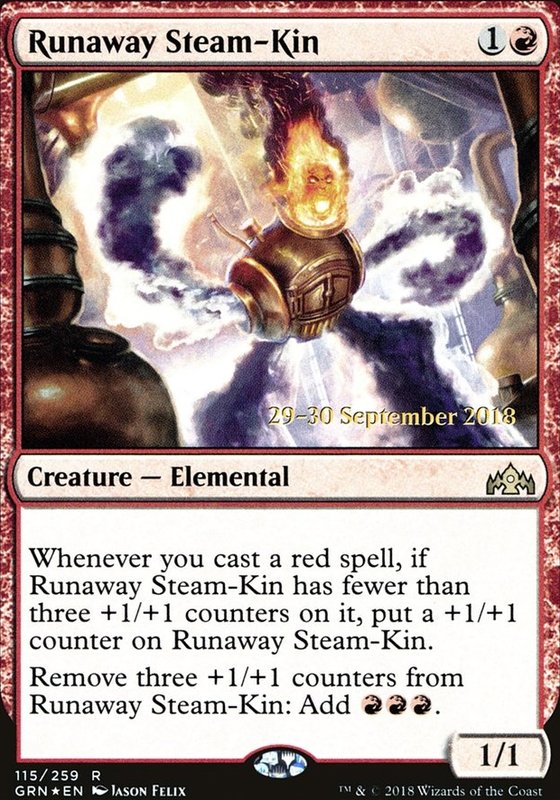 Runaway Steam-Kin 1
29-30 September 2018
Creature — Elemental
Whenever you cast a red spell, if
Runaway Steam-Kin has fewer than
three +1/+1 counters on it, put a +1/+1
counter on Runaway Steam-Kin.
Remove three +1/+1 counters from
Runaway Steam-Kin: Add .
1/1
115/259 R
GRN★EN Jason Felix
™ & © 2018 Wizards of the Coast